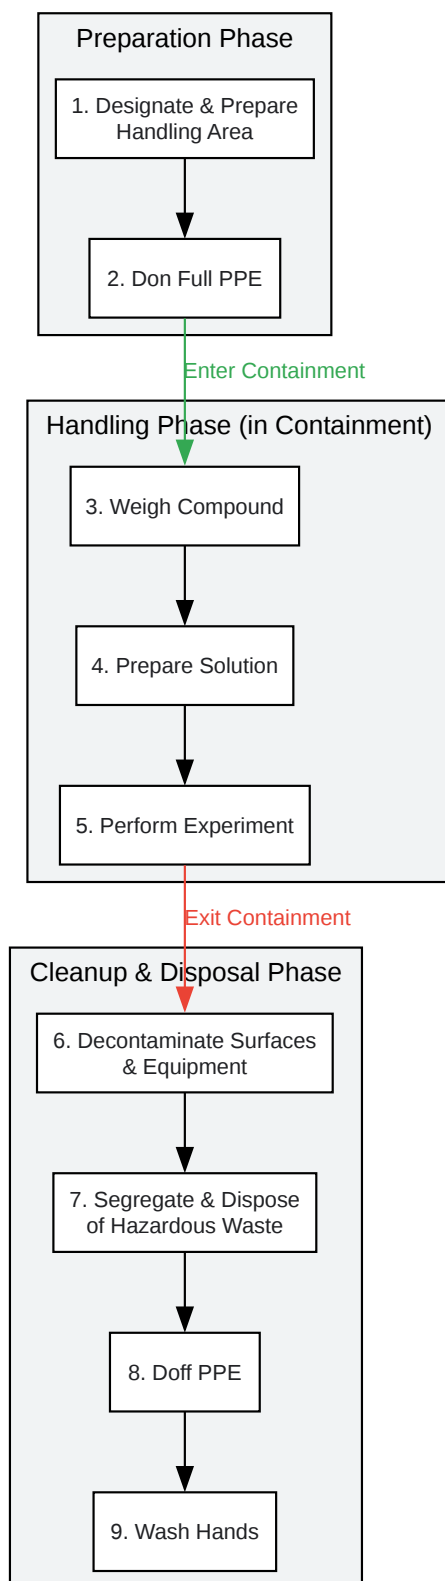 Preparation Phase
1. Designate & Prepare
Handling Area
2. Don Full PPE
Enter Containment
Handling Phase (in Containment)
3. Weigh Compound
4. Prepare Solution
5. Perform Experiment
Exit Containment
Cleanup & Disposal Phase
6. Decontaminate Surfaces
& Equipment
7. Segregate & Dispose
of Hazardous Waste
8. Doff PPE
9. Wash Hands